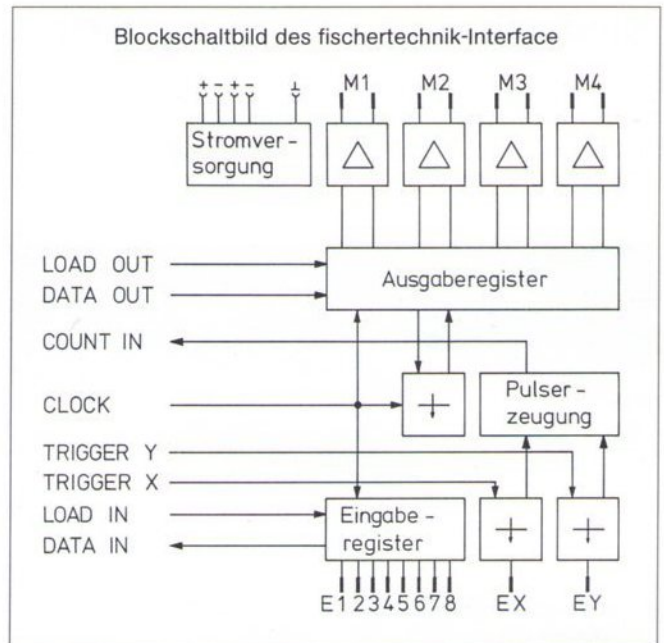 Blockschaltbild des fischertechnik-Interface
+ - + - ⊥
M1 M2 M3 M4
Stromver-
sorgung
LOAD OUT
DATA OUT
Ausgaberegister
COUNT IN
CLOCK
Pulser-
zeugung
TRIGGER Y
TRIGGER X
LOAD IN
DATA IN
Eingabe-
register
E1 2 3 4 5 6 7 8
EX
EY